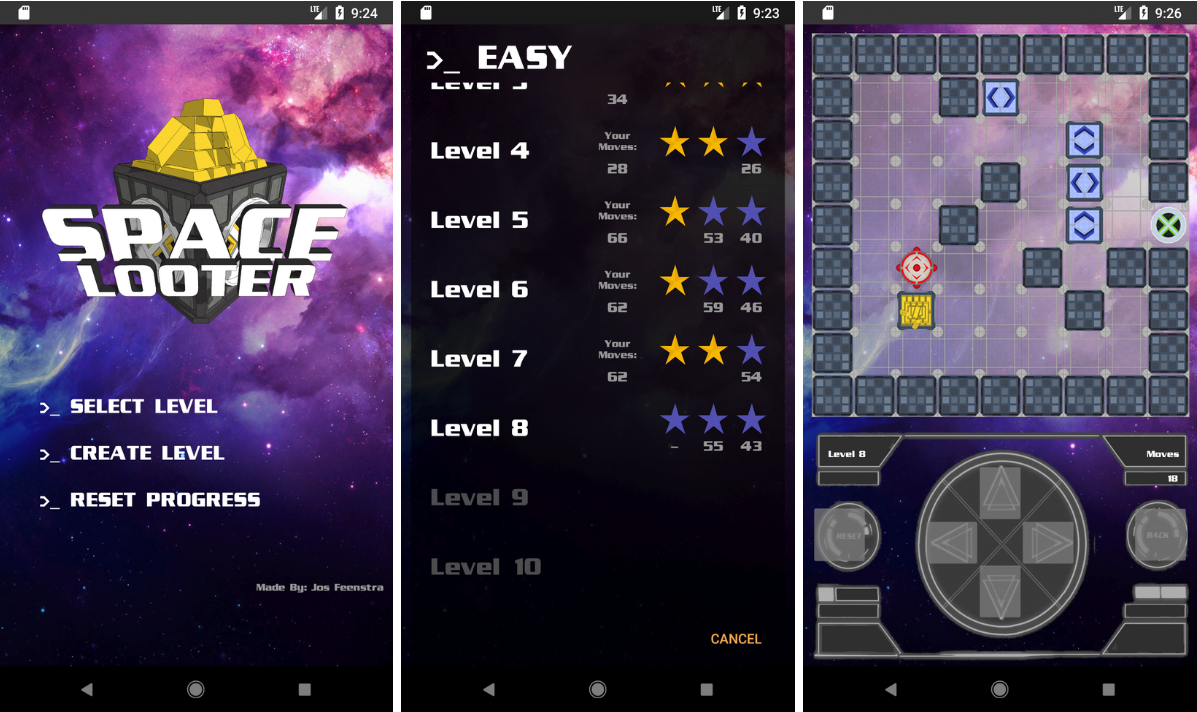 LTE 9:24
SPACE
LOOTER
>_ SELECT LEVEL
>_ CREATE LEVEL
>_ RESET PROGRESS
Made By: Jos Feenstra
LTE 9:23
>_ EASY
34
Level 4
Your
Moves:
28 26
Level 5
Your
Moves:
66 53 40
Level 6
Your
Moves:
62 59 46
Level 7
Your
Moves:
62 54
Level 8
- 55 43
Level 9
Level 10
CANCEL
LTE 9:26
Level 8 Moves
18
RESET BACK